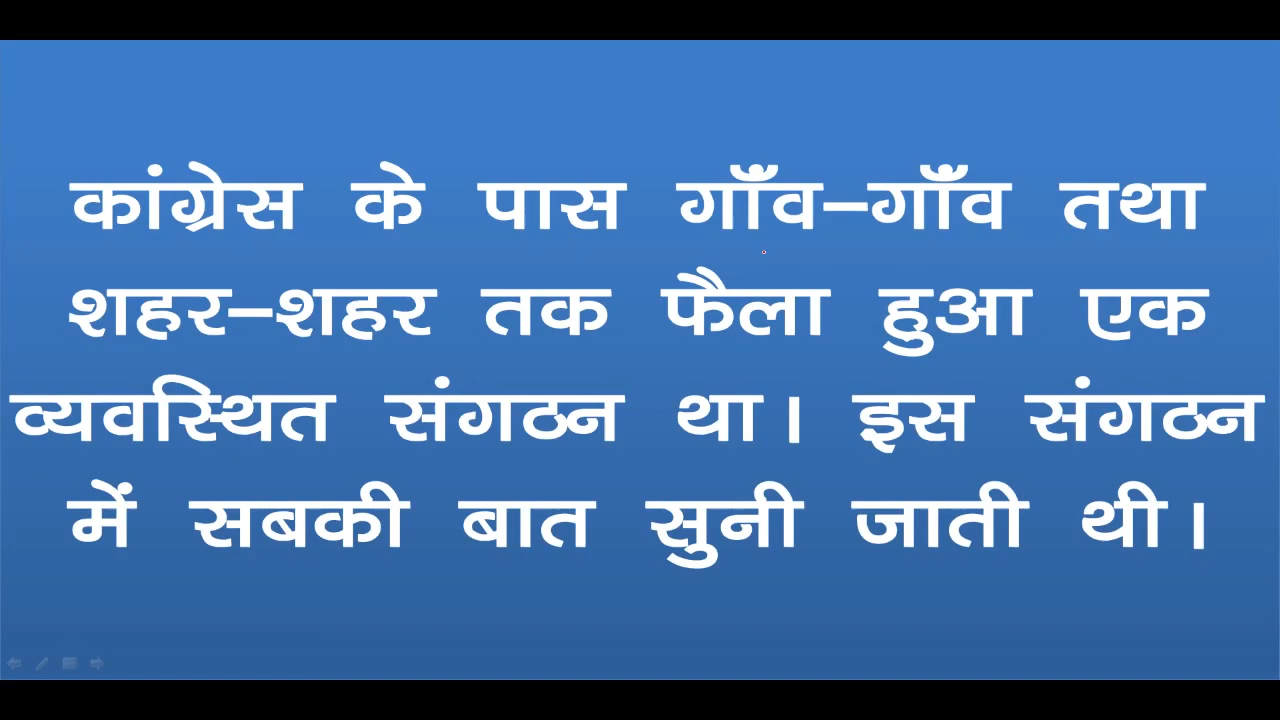 कांग्रेस के पास गाँव-गाँव तथा
शहर-शहर तक फैला हुआ एक
व्यवस्थित संगठन था। इस संगठन
में सबकी बात सुनी जाती थी।